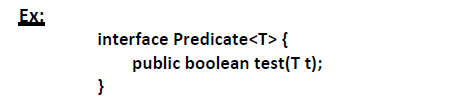 Ex:
interface Predicate<T> {
public boolean test(T t);
}